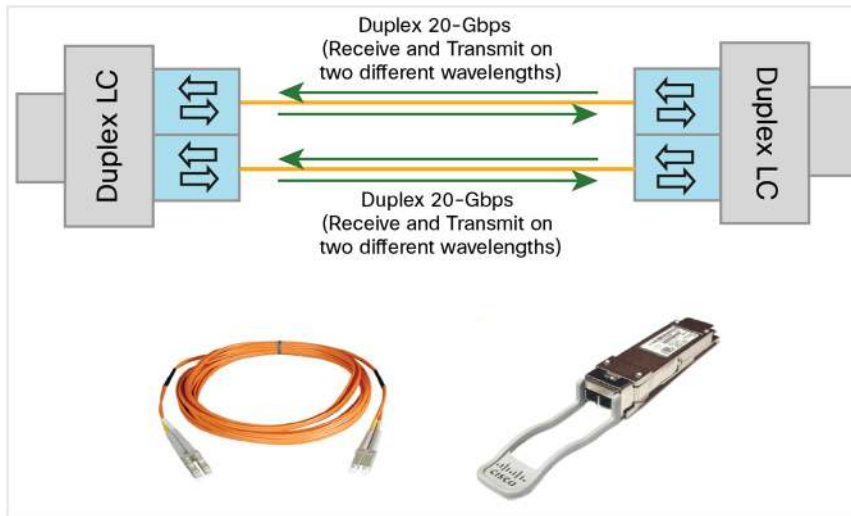 Duplex 20-Gbps
(Receive and Transmit on
two different wavelengths)
Duplex LC
Duplex LC
Duplex 20-Gbps
(Receive and Transmit on
two different wavelengths)
CISCO